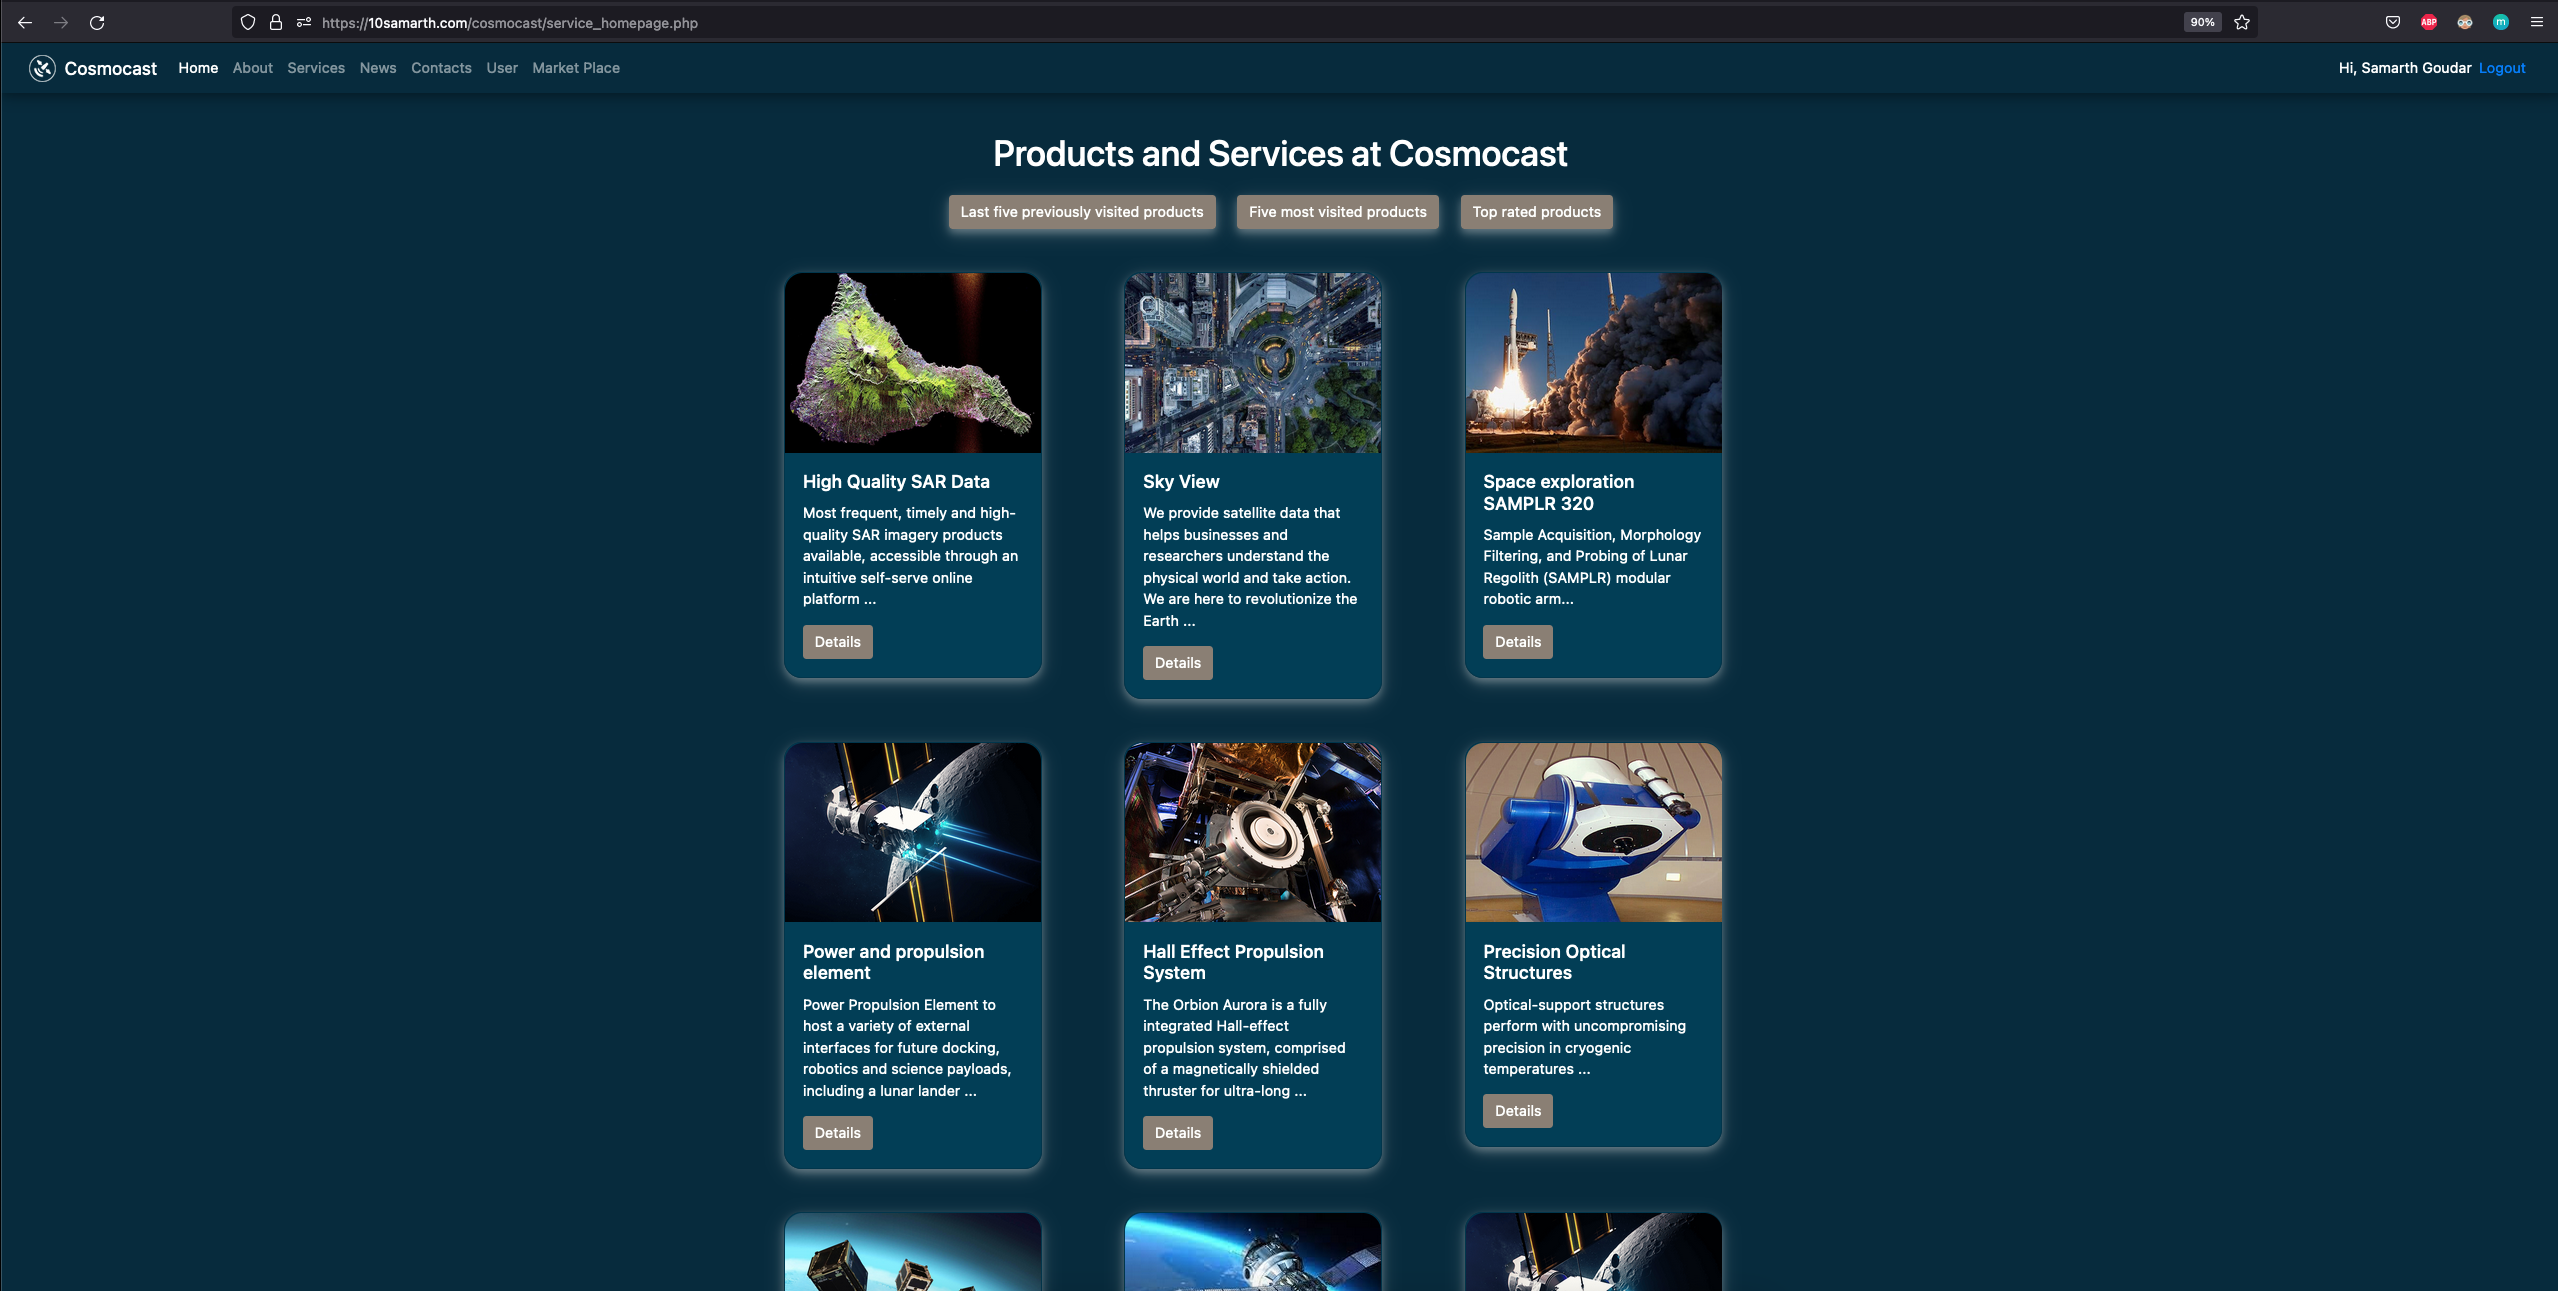 https://10samarth.com/cosmocast/service_homepage.php
90%
ABP
m
Cosmocast Home About Services News Contacts User Market Place
Hi, Samarth Goudar Logout
Products and Services at Cosmocast
Last five previously visited products
Five most visited products
Top rated products
High Quality SAR Data
Most frequent, timely and high-
quality SAR imagery products
available, accessible through an
intuitive self-serve online
platform ...
Details
Sky View
We provide satellite data that
helps businesses and
researchers understand the
physical world and take action.
We are here to revolutionize the
Earth ...
Details
Space exploration
SAMPLR 320
Sample Acquisition, Morphology
Filtering, and Probing of Lunar
Regolith (SAMPLR) modular
robotic arm...
Details
Power and propulsion
element
Power Propulsion Element to
host a variety of external
interfaces for future docking,
robotics and science payloads,
including a lunar lander ...
Details
Hall Effect Propulsion
System
The Orbion Aurora is a fully
integrated Hall-effect
propulsion system, comprised
of a magnetically shielded
thruster for ultra-long ...
Details
Precision Optical
Structures
Optical-support structures
perform with uncompromising
precision in cryogenic
temperatures ...
Details